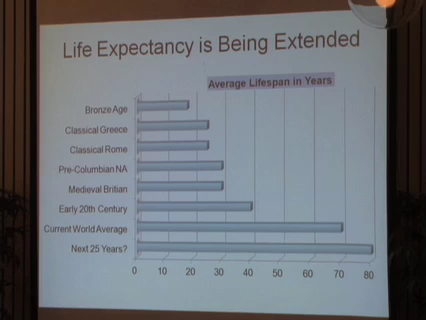 Life Expectancy is Being Extended
Average Lifespan in Years
Bronze Age
Classical Greece
Classical Rome
Pre-Columbian NA
Medieval Britian
Early 20th Century
Current World Average
Next 25 Years?
0 10 20 30 40 50 60 70 80